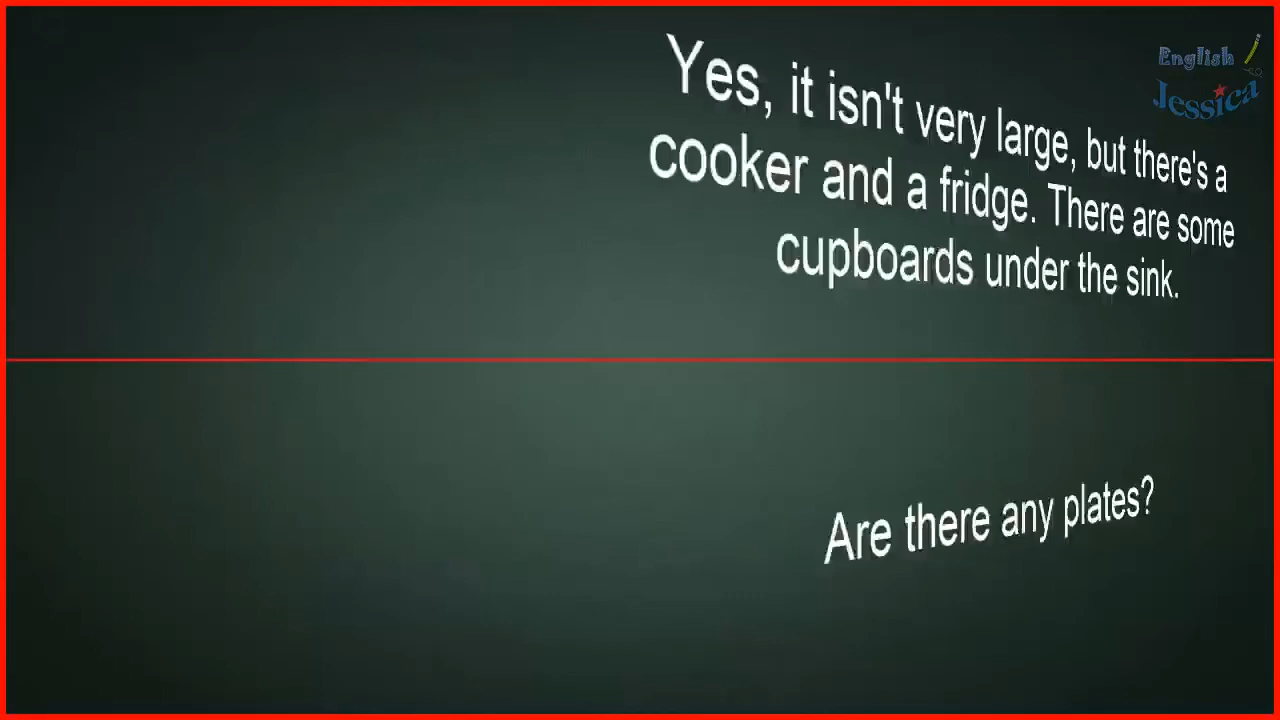 English
Jessica
Yes, it isn't very large, but there's a
cooker and a fridge. There are some
cupboards under the sink.
Are there any plates?